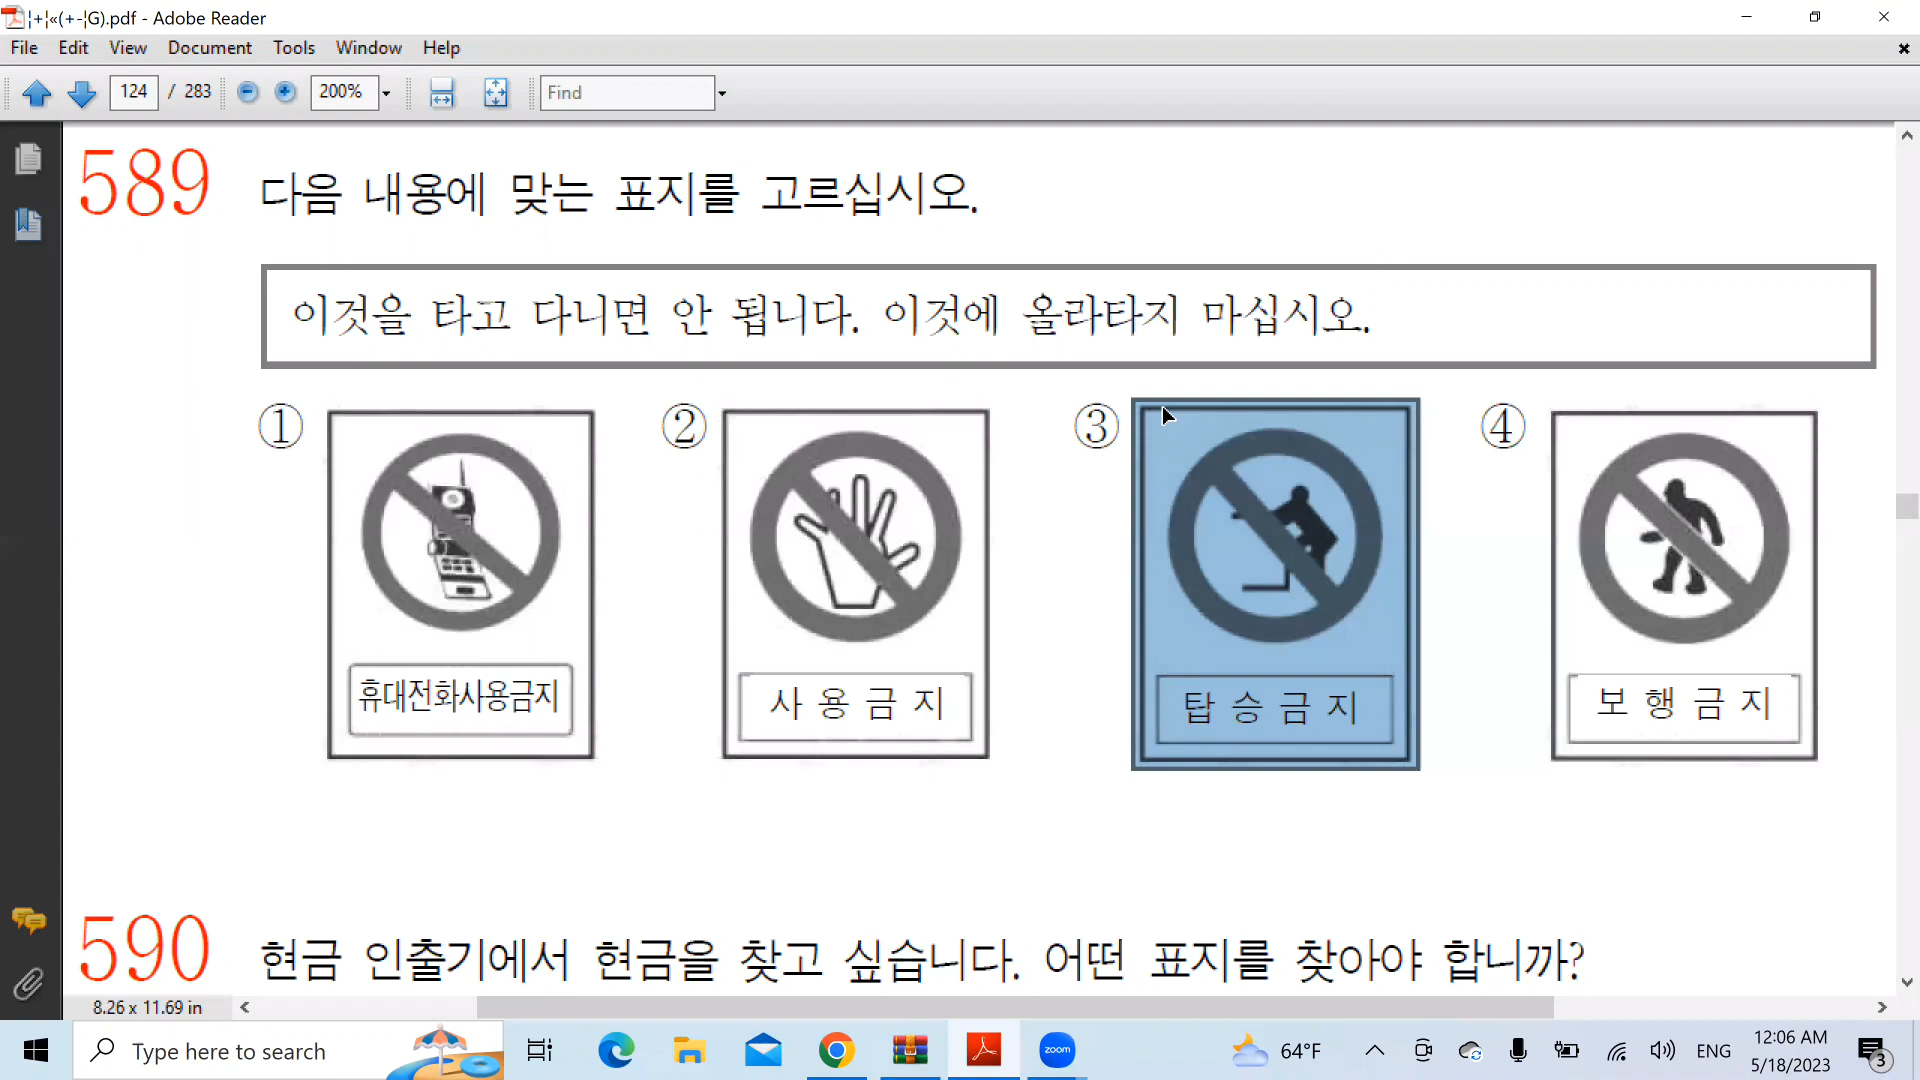 ¦+¦«(+-¦G).pdf - Adobe Reader
File Edit View Document Tools Window Help
124 / 283 200% Find
589 다음 내용에 맞는 표지를 고르십시오.
이것을 타고 다니면 안 됩니다. 이것에 올라타지 마십시오.
① ② ③ ④
휴대전화사용금지 사용금지 탑승금지 보행금지
590 현금 인출기에서 현금을 찾고 싶습니다. 어떤 표지를 찾아야 합니까?
8.26 x 11.69 in
Type here to search zoom 64°F ENG 12:06 AM
5/18/2023 3